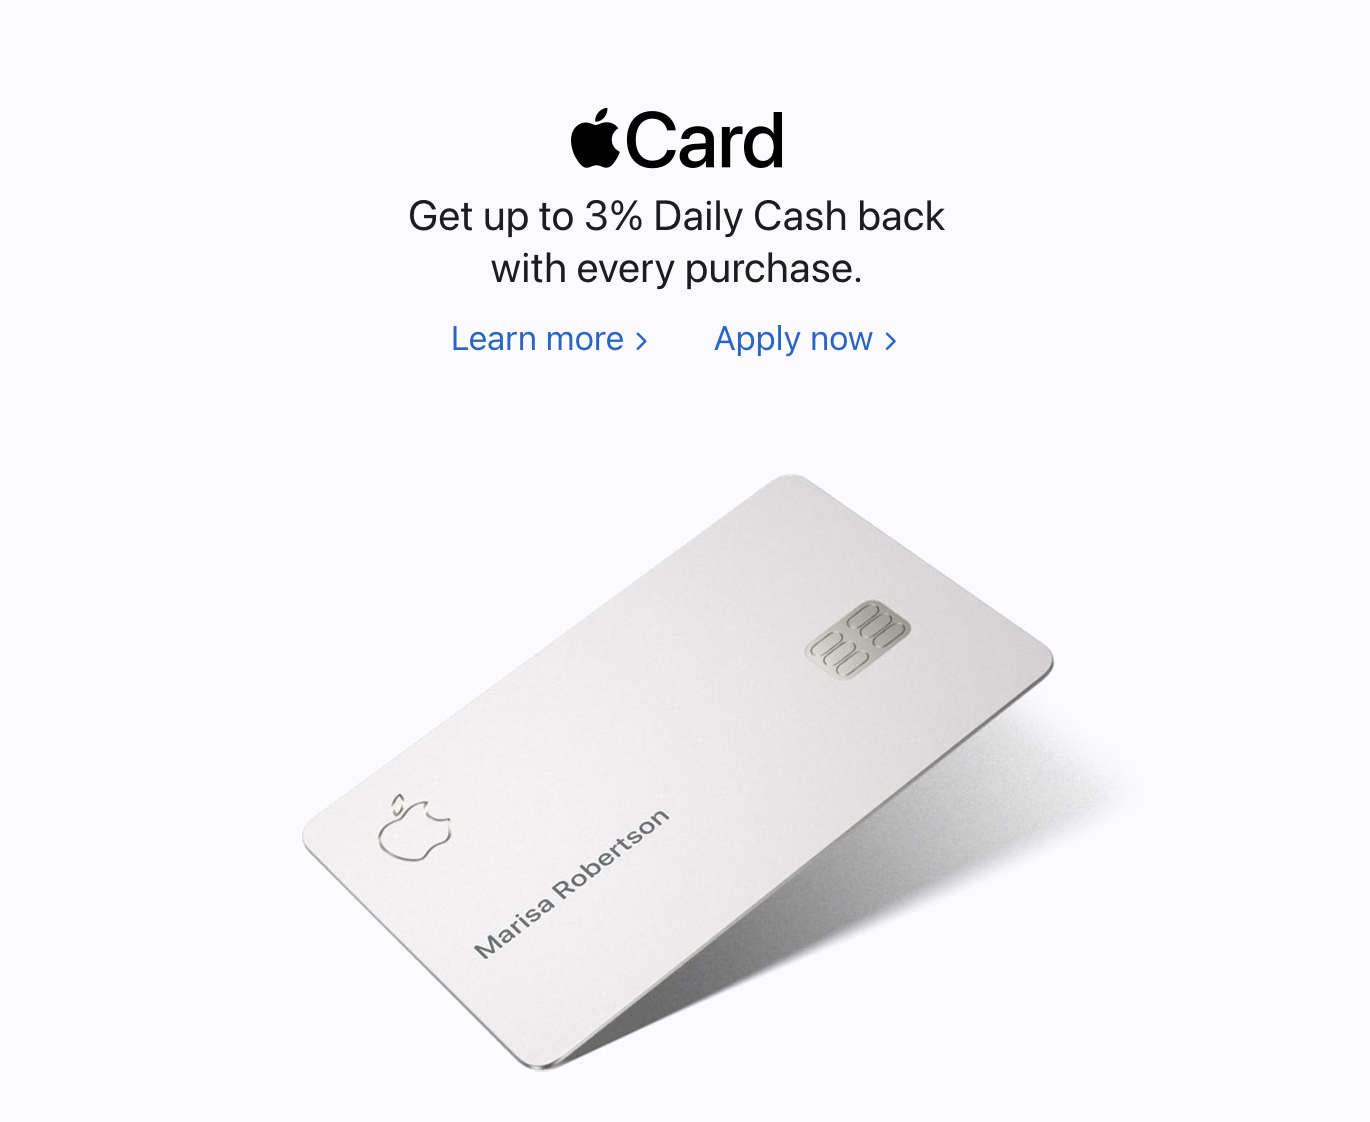 Card
Get up to 3% Daily Cash back
with every purchase.
Learn more >
Apply now >
Marisa Robertson